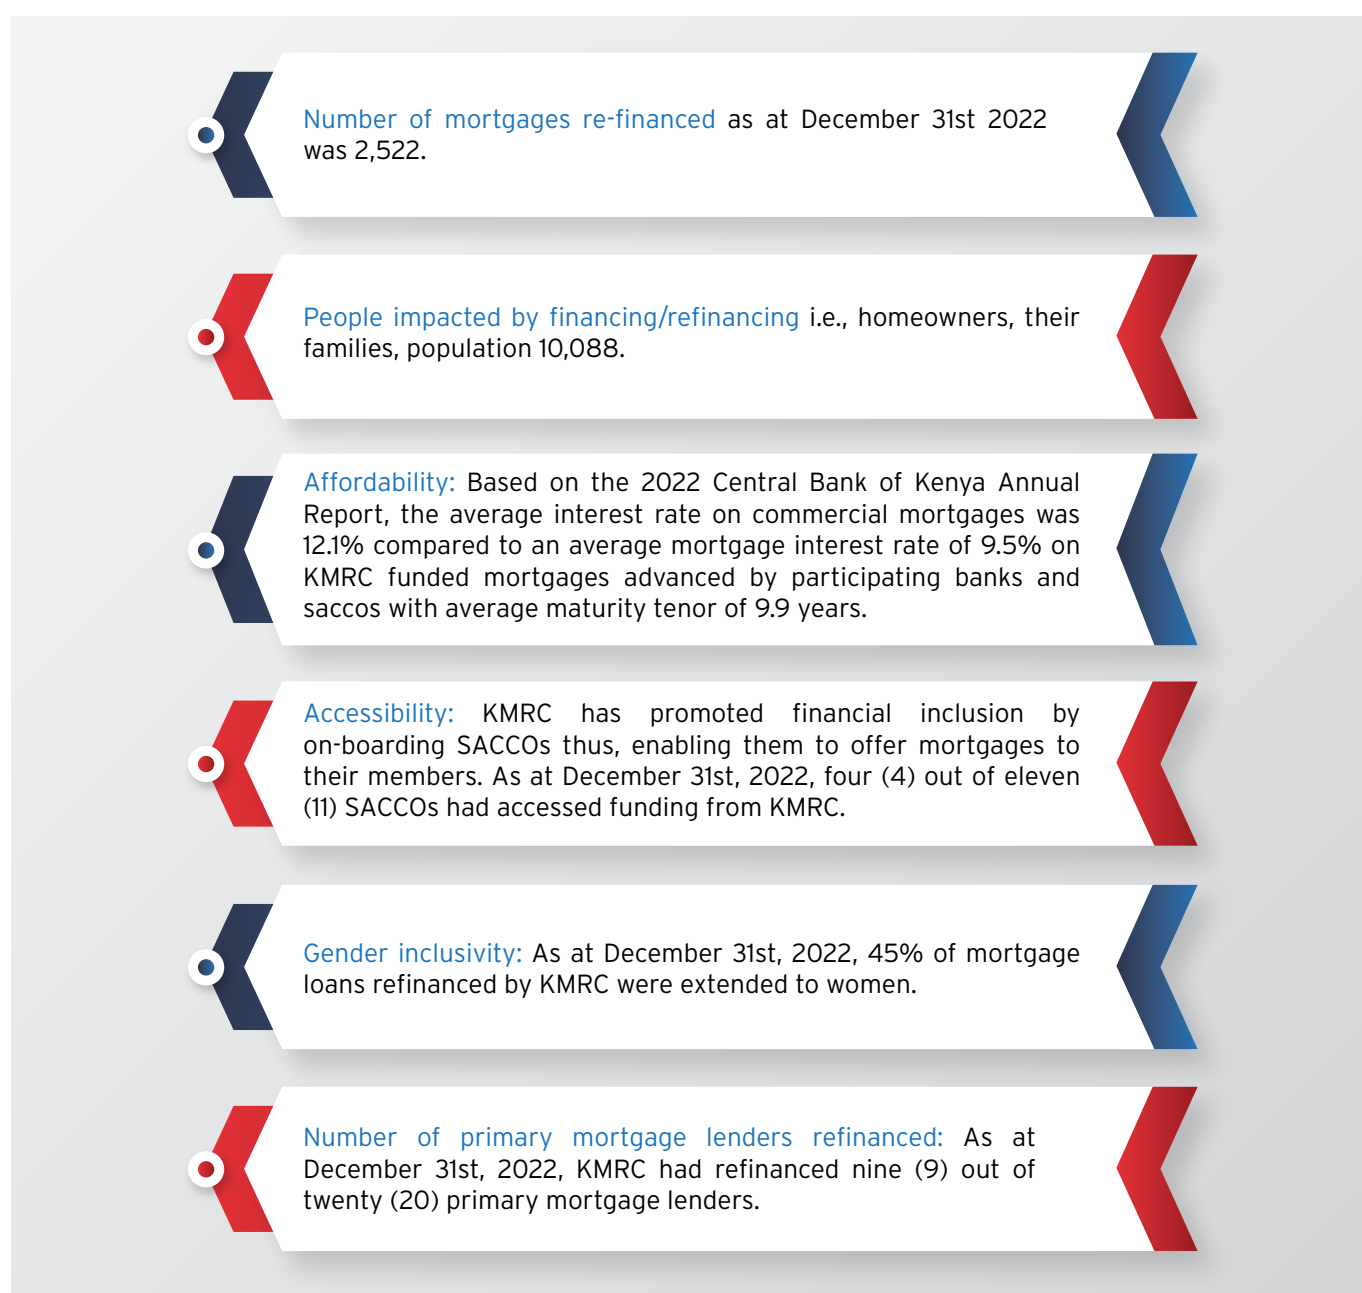 Number of mortgages re-financed as at December 31st 2022
was 2,522.
People impacted by financing/refinancing i.e., homeowners, their
families, population 10,088.
Affordability: Based on the 2022 Central Bank of Kenya Annual
Report, the average interest rate on commercial mortgages was
12.1% compared to an average mortgage interest rate of 9.5% on
KMRC funded mortgages advanced by participating banks and
saccos with average maturity tenor of 9.9 years.
Accessibility: KMRC has promoted financial inclusion by
on-boarding SACCOs thus, enabling them to offer mortgages to
their members. As at December 31st, 2022, four (4) out of eleven
(11) SACCOs had accessed funding from KMRC.
Gender inclusivity: As at December 31st, 2022, 45% of mortgage
loans refinanced by KMRC were extended to women.
Number of primary mortgage lenders refinanced: As at
December 31st, 2022, KMRC had refinanced nine (9) out of
twenty (20) primary mortgage lenders.